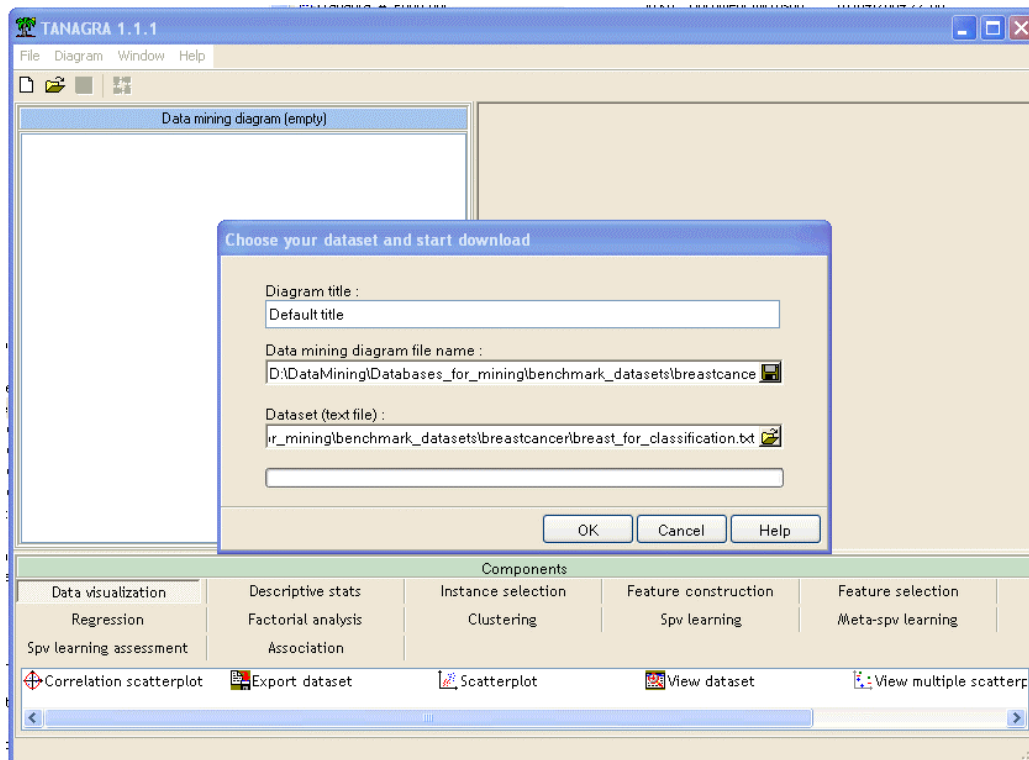 TANAGRA 1.1.1
File Diagram Window Help
Data mining diagram (empty)
Choose your dataset and start download
Diagram title :
Default title
Data mining diagram file name :
D:\DataMining\Databases_for_mining\benchmark_datasets\breastcance
Dataset (text file) :
r_mining\benchmark_datasets\breastcancer\breast_for_classification.txt
OK Cancel Help
Components
Data visualization Descriptive stats Instance selection Feature construction Feature selection
Regression Factorial analysis Clustering Spv learning Meta-spv learning
Spv learning assessment Association
Correlation scatterplot Export dataset Scatterplot View dataset View multiple scatterp